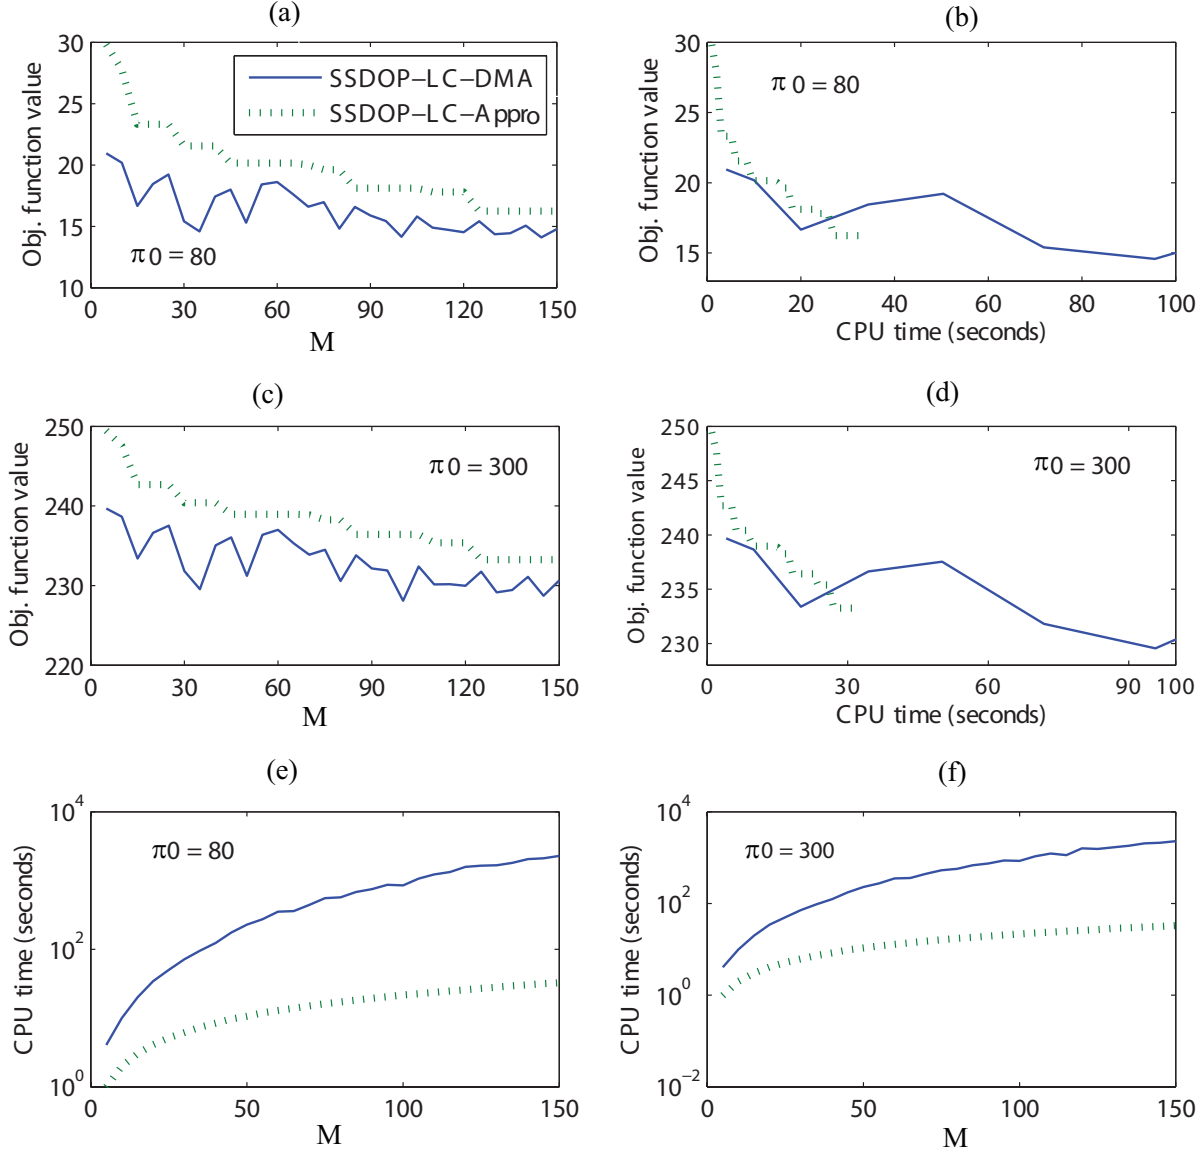 (a)
Obj. function value
30
25
20
15
10
SSDOP–LC–DMA
SSDOP–LC–Appro
π0 = 80
0 30 60 90 120 150
M
(b)
Obj. function value
30
25
20
15
π0 = 80
0 20 40 60 80 100
CPU time (seconds)
(c)
Obj. function value
250
240
230
220
π0 = 300
0 30 60 90 120 150
M
(d)
Obj. function value
250
245
240
235
230
π0 = 300
0 30 60 90 100
CPU time (seconds)
(e)
CPU time (seconds)
10^4
10^2
10^0
π0 = 80
0 50 100 150
M
(f)
CPU time (seconds)
10^4
10^2
10^0
10^−2
π0 = 300
0 50 100 150
M